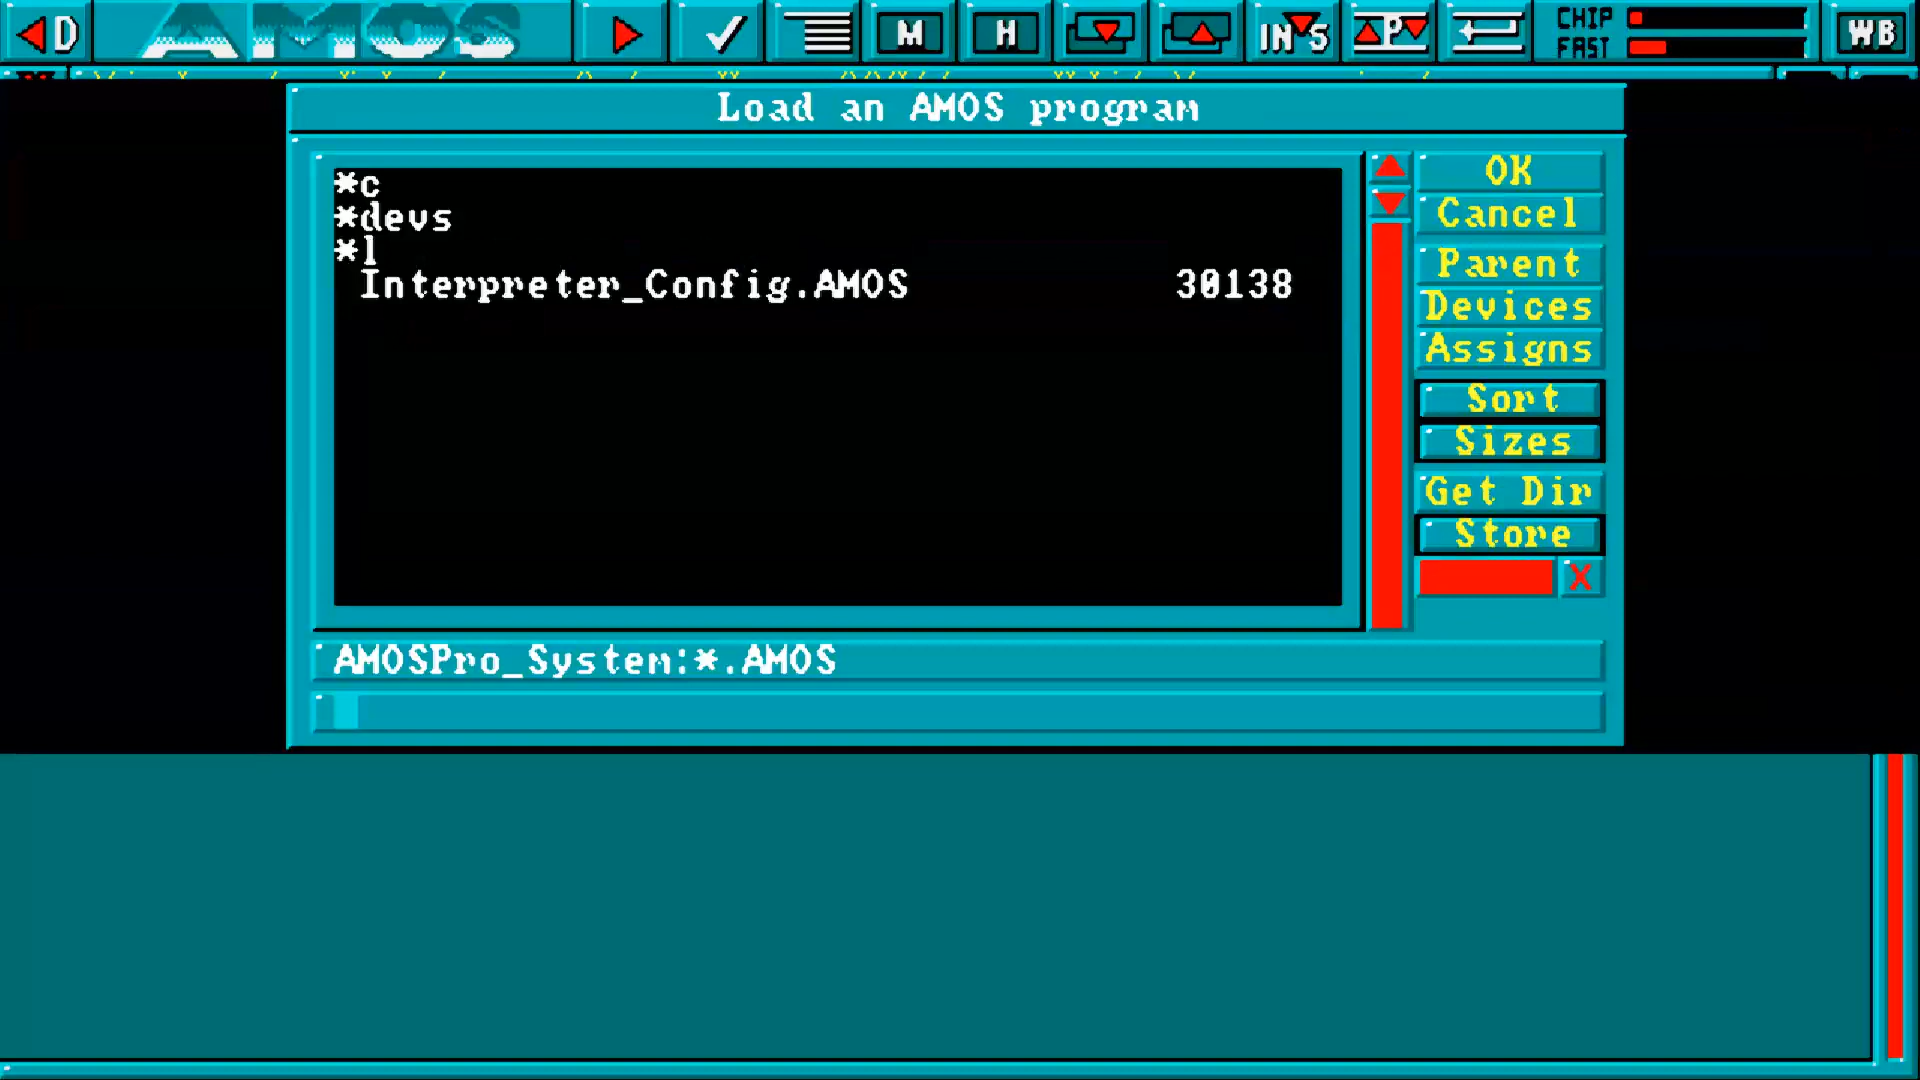 D AMOS M H INS P CHIP WB
FAST
Load an AMOS program
*c
*devs
*l
Interpreter_Config.AMOS 30138
OK
Cancel
Parent
Devices
Assigns
Sort
Sizes
Get Dir
Store
X
AMOSPro_System:*.AMOS